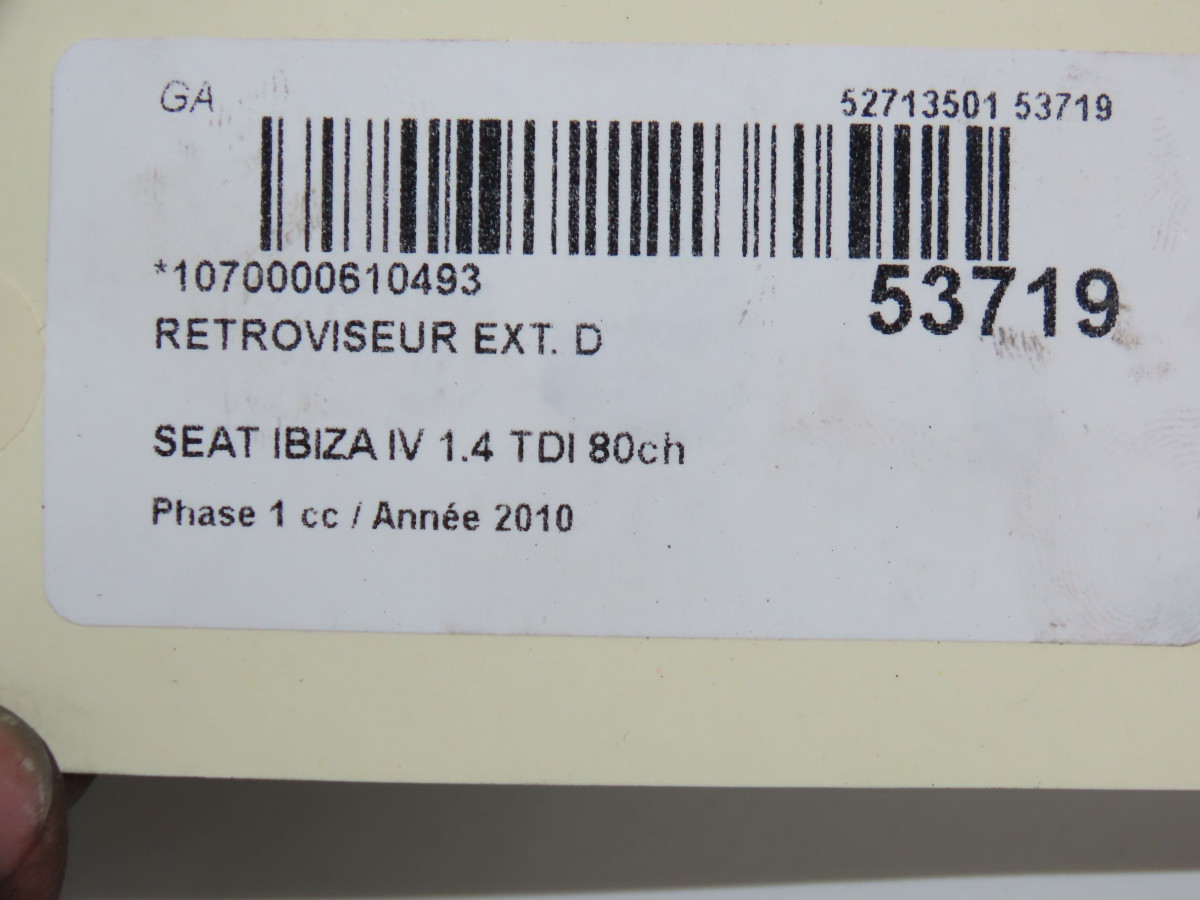 GA
52713501 53719
*1070000610493
53719
RETROVISEUR EXT. D
SEAT IBIZA IV 1.4 TDI 80ch
Phase 1 cc / Année 2010